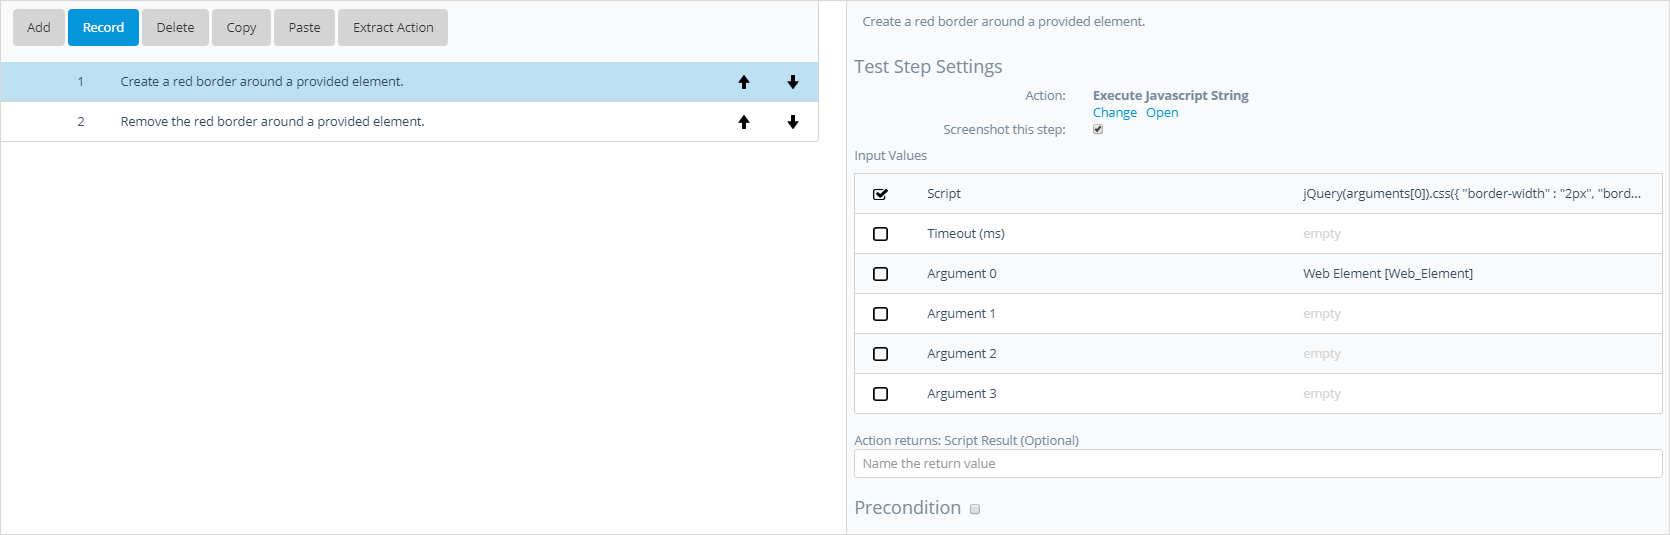 Add Record Delete Copy Paste Extract Action
1 Create a red border around a provided element.
2 Remove the red border around a provided element.
Create a red border around a provided element.
Test Step Settings
Action: Execute Javascript String
Change Open
Screenshot this step:
Input Values
Script jQuery(arguments[0]).css({ "border-width" : "2px", "bord...
Timeout (ms) empty
Argument 0 Web Element [Web_Element]
Argument 1 empty
Argument 2 empty
Argument 3 empty
Action returns: Script Result (Optional)
Name the return value
Precondition